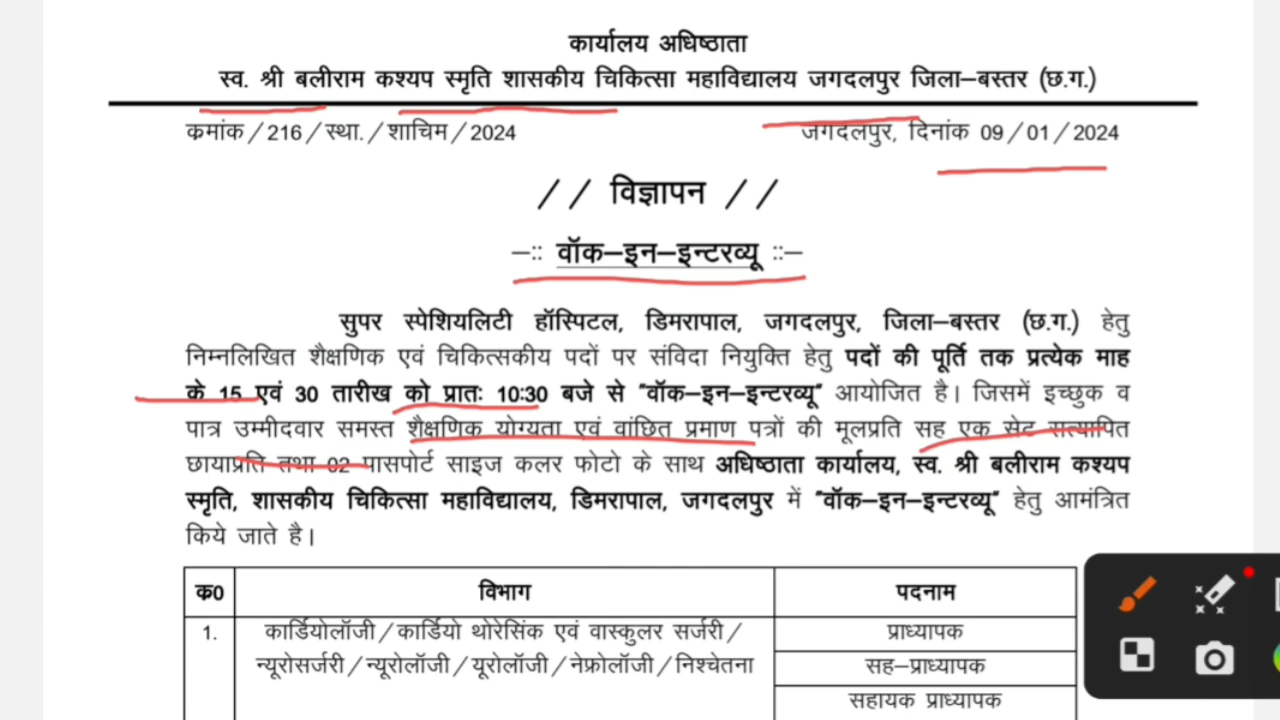 कार्यालय अधिष्ठाता
स्व. श्री बलीराम कश्यप स्मृति शासकीय चिकित्सा महाविद्यालय जगदलपुर जिला–बस्तर (छ.ग.)
क्रमांक/216/स्था./शाचिम/2024 जगदलपुर, दिनांक 09/01/2024
// विज्ञापन //
–:: वॉक–इन–इन्टरव्यू ::–
सुपर स्पेशियलिटी हॉस्पिटल, डिमरापाल, जगदलपुर, जिला–बस्तर (छ.ग.) हेतु
निम्नलिखित शैक्षणिक एवं चिकित्सकीय पदों पर संविदा नियुक्ति हेतु पदों की पूर्ति तक प्रत्येक माह
के 15 एवं 30 तारीख को प्रातः 10:30 बजे से "वॉक–इन–इन्टरव्यू" आयोजित है। जिसमें इच्छुक व
पात्र उम्मीदवार समस्त शैक्षणिक योग्यता एवं वांछित प्रमाण पत्रों की मूलप्रति सह एक सेट सत्यापित
छायाप्रति तथा 02 पासपोर्ट साइज कलर फोटो के साथ अधिष्ठाता कार्यालय, स्व. श्री बलीराम कश्यप
स्मृति, शासकीय चिकित्सा महाविद्यालय, डिमरापाल, जगदलपुर में "वॉक–इन–इन्टरव्यू" हेतु आमंत्रित
किये जाते है।
क0 विभाग पदनाम
1. कार्डियोलॉजी/कार्डियो थोरेसिंक एवं वास्कुलर सर्जरी/ प्राध्यापक
न्यूरोसर्जरी/न्यूरोलॉजी/यूरोलॉजी/नेफ्रोलॉजी/निश्चेतना सह–प्राध्यापक
सहायक प्राध्यापक